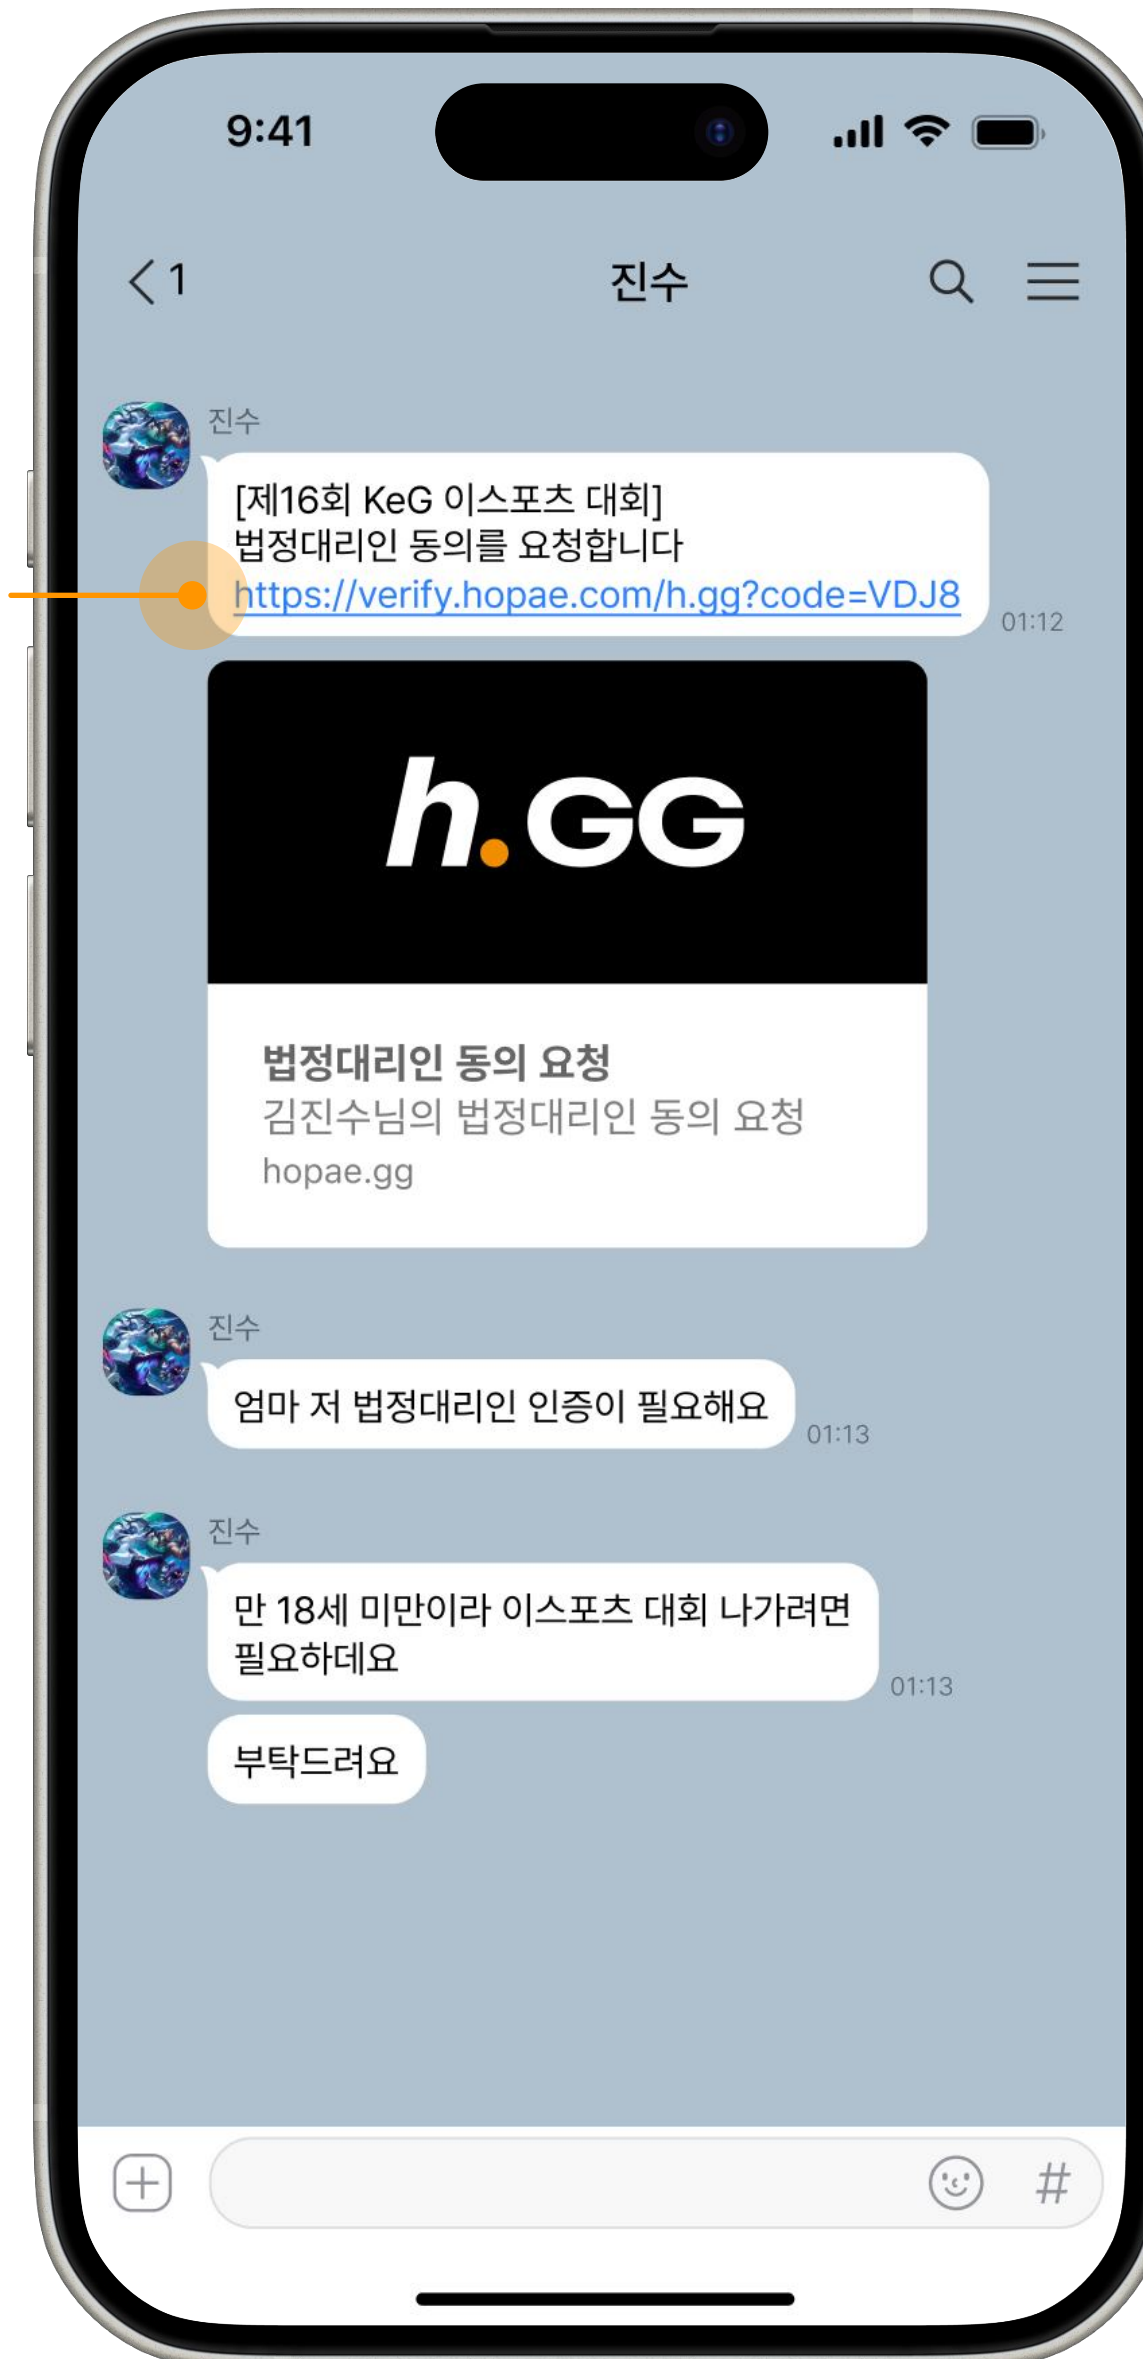 9:41
1
진수
진수
[제16회 KeG 이스포츠 대회]
법정대리인 동의를 요청합니다
https://verify.hopae.com/h.gg?code=VDJ8
01:12
h.GG
법정대리인 동의 요청
김진수님의 법정대리인 동의 요청
hopae.gg
진수
엄마 저 법정대리인 인증이 필요해요
01:13
진수
만 18세 미만이라 이스포츠 대회 나가려면
필요하데요
01:13
부탁드려요
#